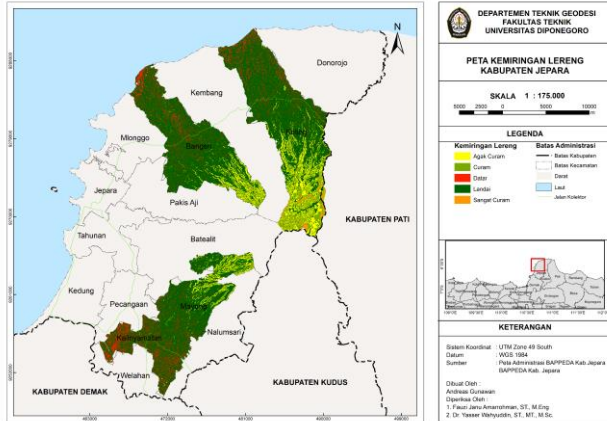 DEPARTEMEN TEKNIK GEODESI
FAKULTAS TEKNIK
UNIVERSITAS DIPONEGORO
PETA KEMIRINGAN LERENG
KABUPATEN JEPARA
SKALA 1 : 175.000
5000 2500 0 5000 10000
LEGENDA
Kemiringan Lereng
Agak Curam
Curam
Datar
Landai
Sangat Curam
Batas Administrasi
Batas Kabupaten
Batas Kecamatan
Darat
Laut
Jalan Kolektor
KETERANGAN
Sistem Koordinat : UTM Zone 49 South
Datum : WGS 1984
Sumber : Peta Administrasi BAPPEDA Kab.Jepara
BAPPEDA Kab. Jepara
Dibuat Oleh :
Andreas Gunawan
Diperiksa Oleh :
1. Fauzi Janu Amarrohman, ST., M.Eng
2. Dr. Yasser Wahyuddin, ST., MT., M.Sc.
N
Donorojo
Kembang
Keling
Mlonggo
Bangsri
Jepara
Pakis Aji
KABUPATEN PATI
Tahunan
Batealit
Kedung
Pecangaan
Mayong
Kalinyamatan
Nalumsari
Welahan
KABUPATEN DEMAK
KABUPATEN KUDUS